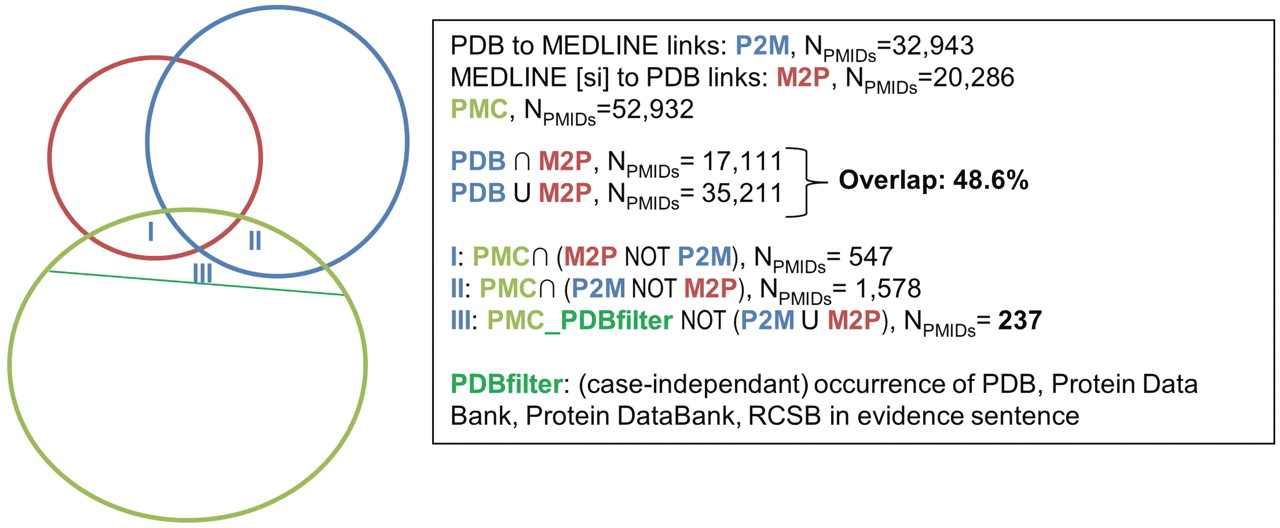 I
II
III
PDB to MEDLINE links: P2M, NPMIDs=32,943
MEDLINE [si] to PDB links: M2P, NPMIDs=20,286
PMC, NPMIDs=52,932
PDB ∩ M2P, NPMIDs= 17,111
PDB U M2P, NPMIDs= 35,211
Overlap: 48.6%
I: PMC∩ (M2P NOT P2M), NPMIDs= 547
II: PMC∩ (P2M NOT M2P), NPMIDs= 1,578
III: PMC_PDBfilter NOT (P2M U M2P), NPMIDs= 237
PDBfilter: (case-independant) occurrence of PDB, Protein Data
Bank, Protein DataBank, RCSB in evidence sentence